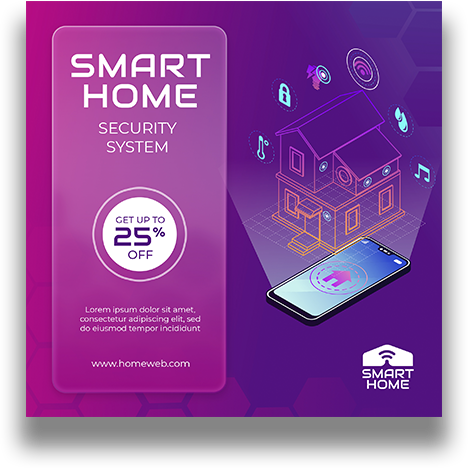 SMART
HOME
SECURITY
SYSTEM
GET UP TO
25%
OFF
Lorem ipsum dolor sit amet,
consectetur adipiscing elit, sed do
tempor incididunt
www.homeweb.com
SMART
HOME